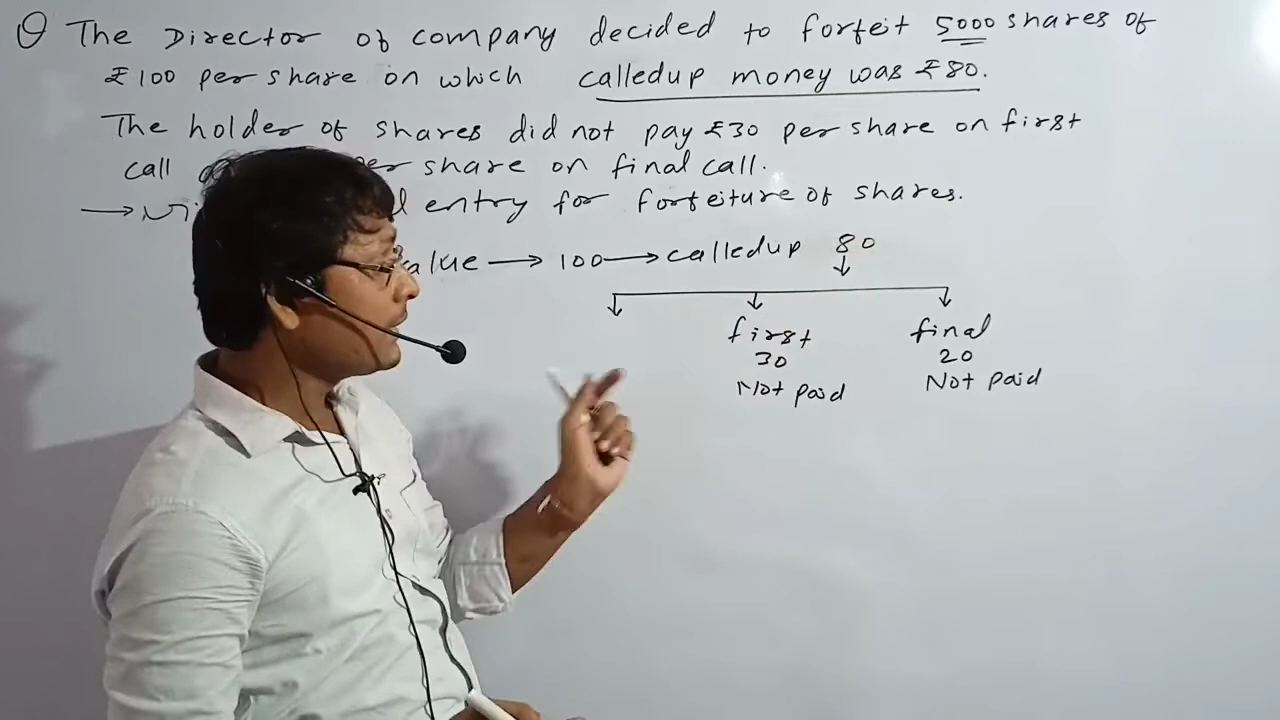 Q The Director of company decided to forfeit 5000 shares of
₹100 per share on which calledup money was ₹80.
The holder of shares did not pay ₹30 per share on first
call per share on final call.
→ entry for forfeiture of shares.
value → 100 → calledup 80
first final
30 20
Not paid Not paid